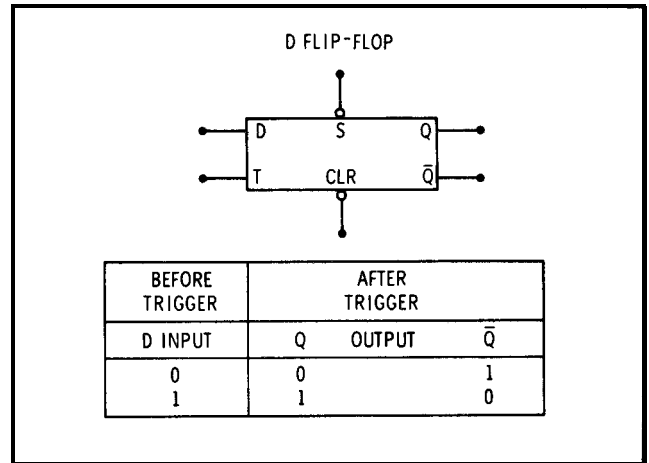 D FLIP-FLOP
D S Q
T CLR Q̅
BEFORE TRIGGER AFTER TRIGGER
D INPUT Q OUTPUT Q̅
0 0 1
1 1 0